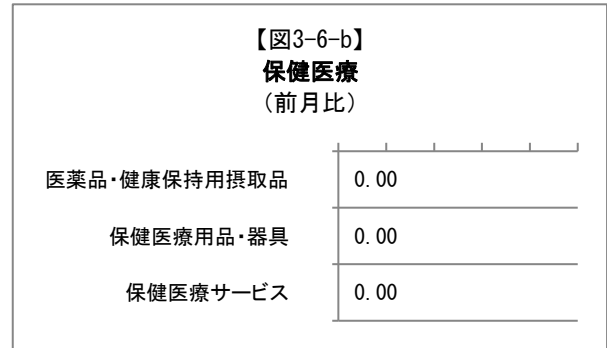 【図3-6-b】
保健医療
（前月比）
医薬品・健康保持用摂取品 0.00
保健医療用品・器具 0.00
保健医療サービス 0.00